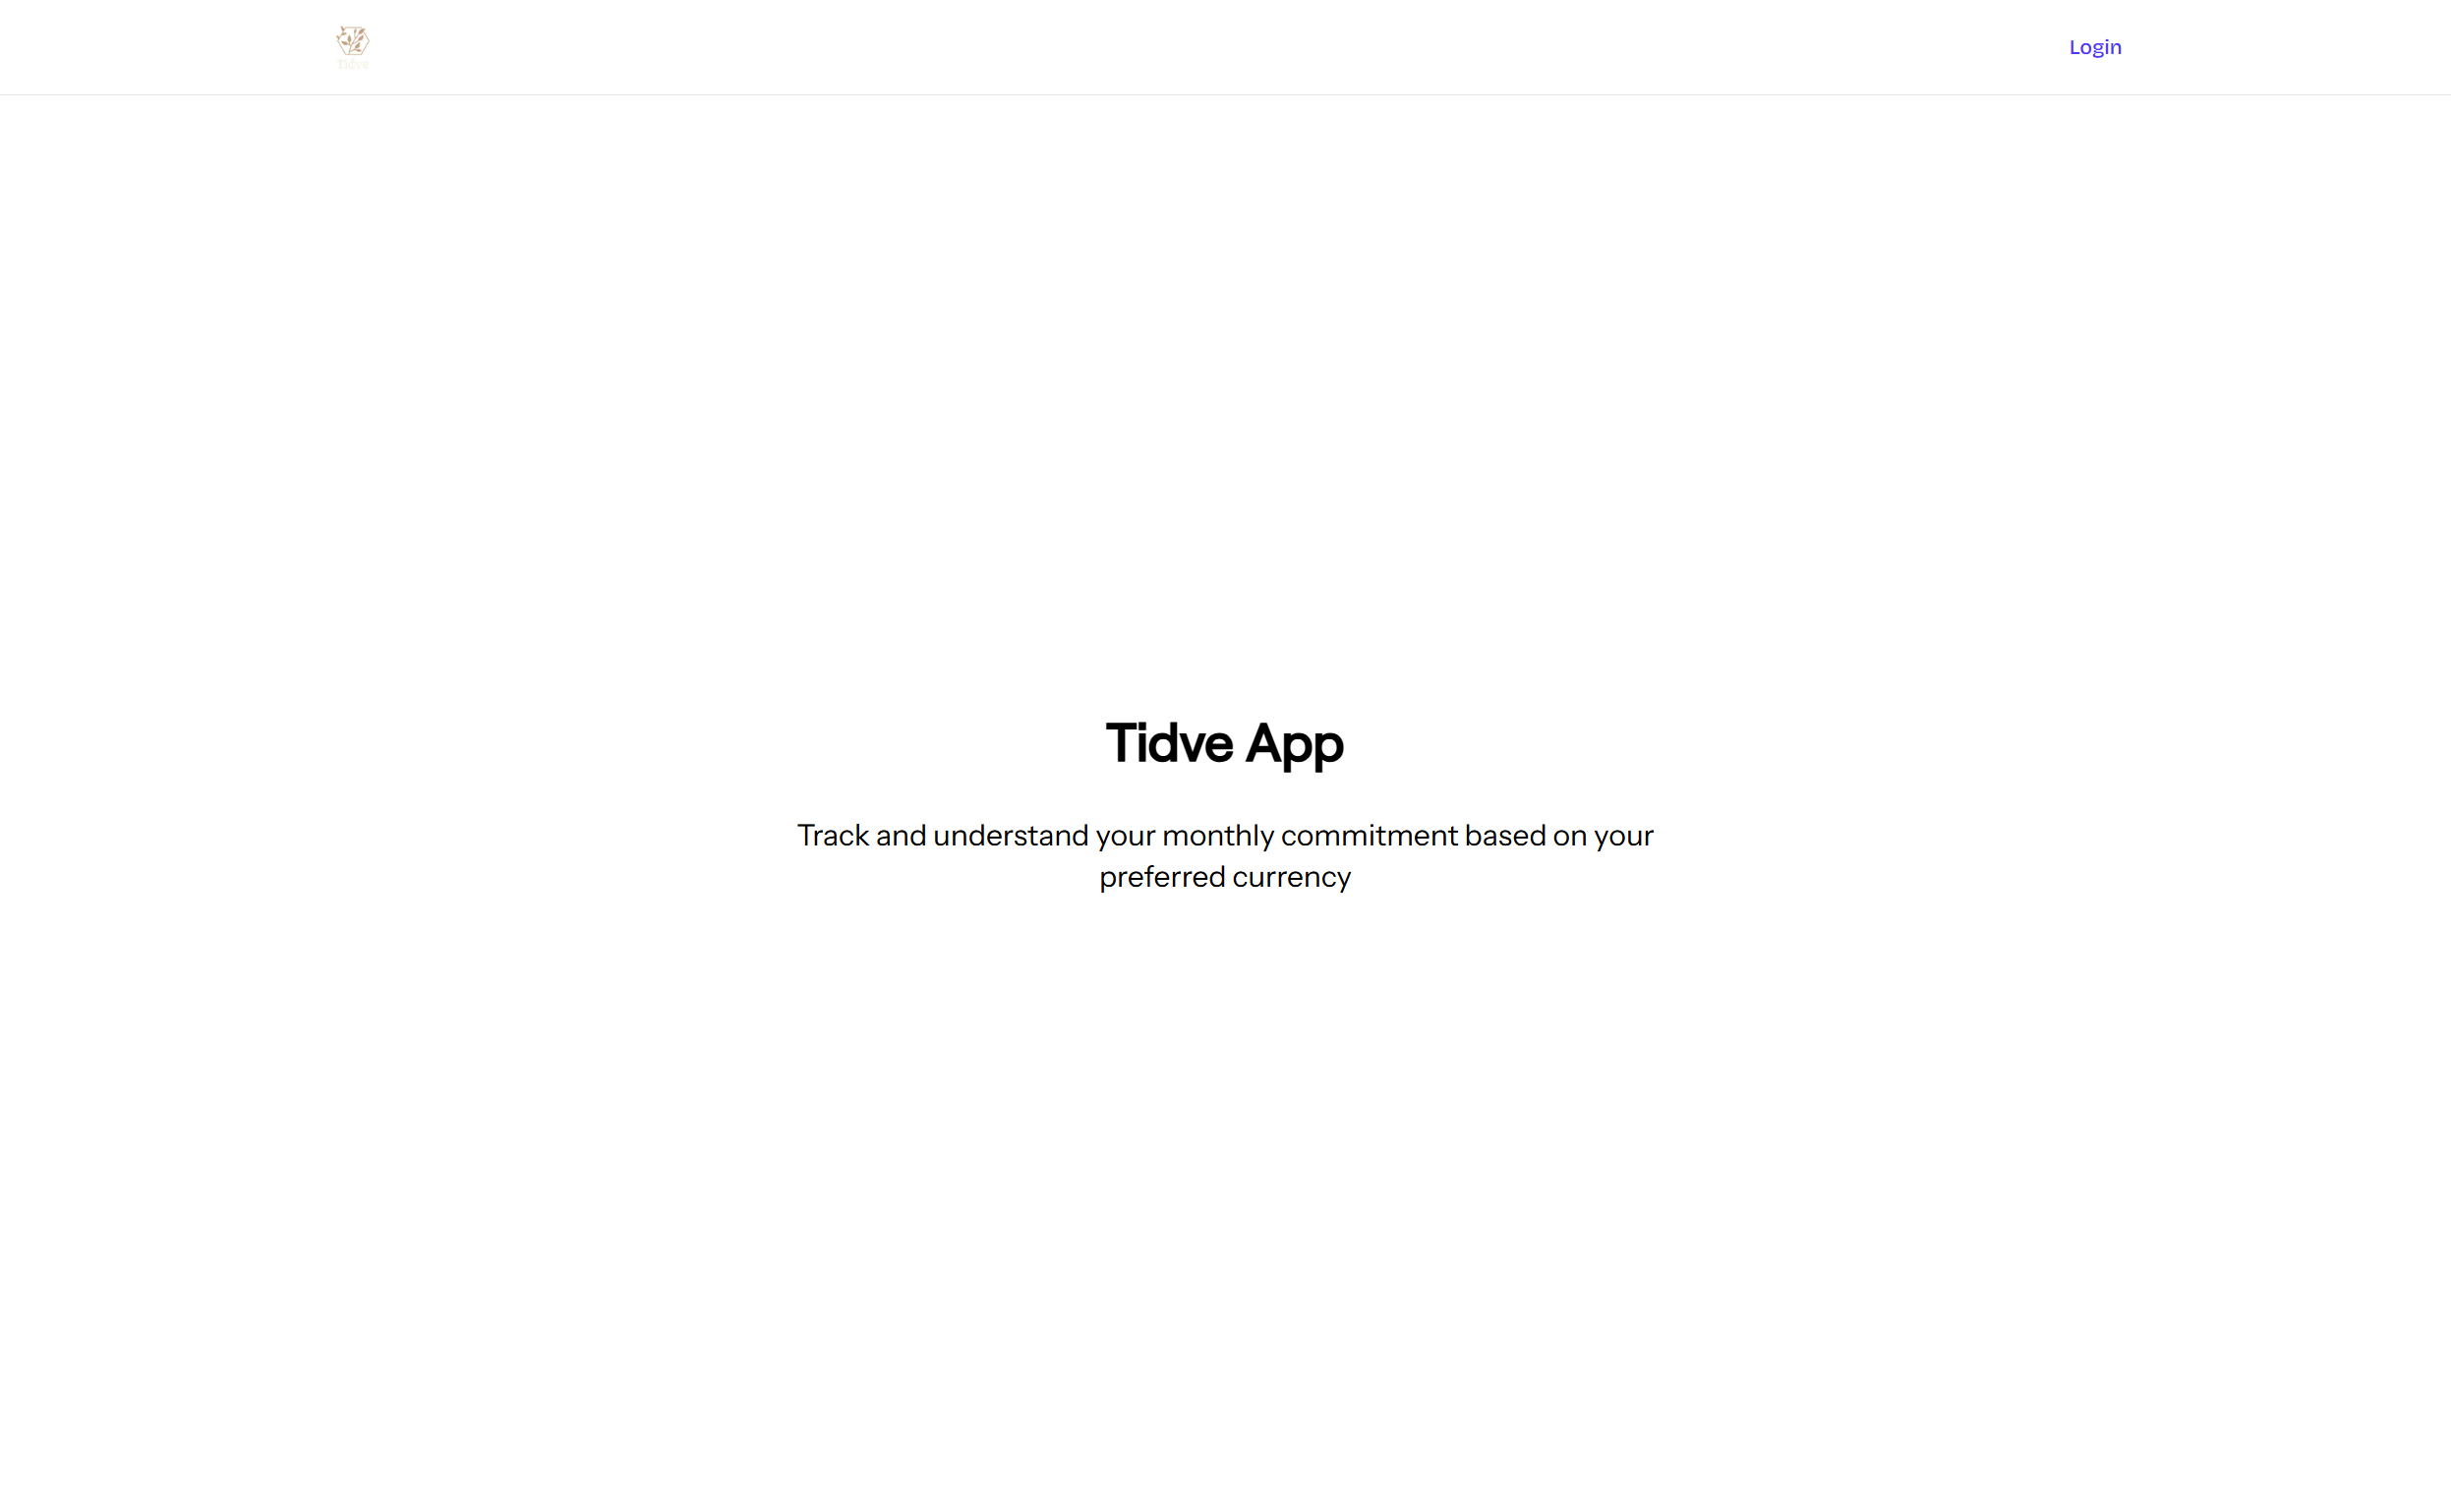 Tidve
Login
Tidve App
Track and understand your monthly commitment based on your
preferred currency